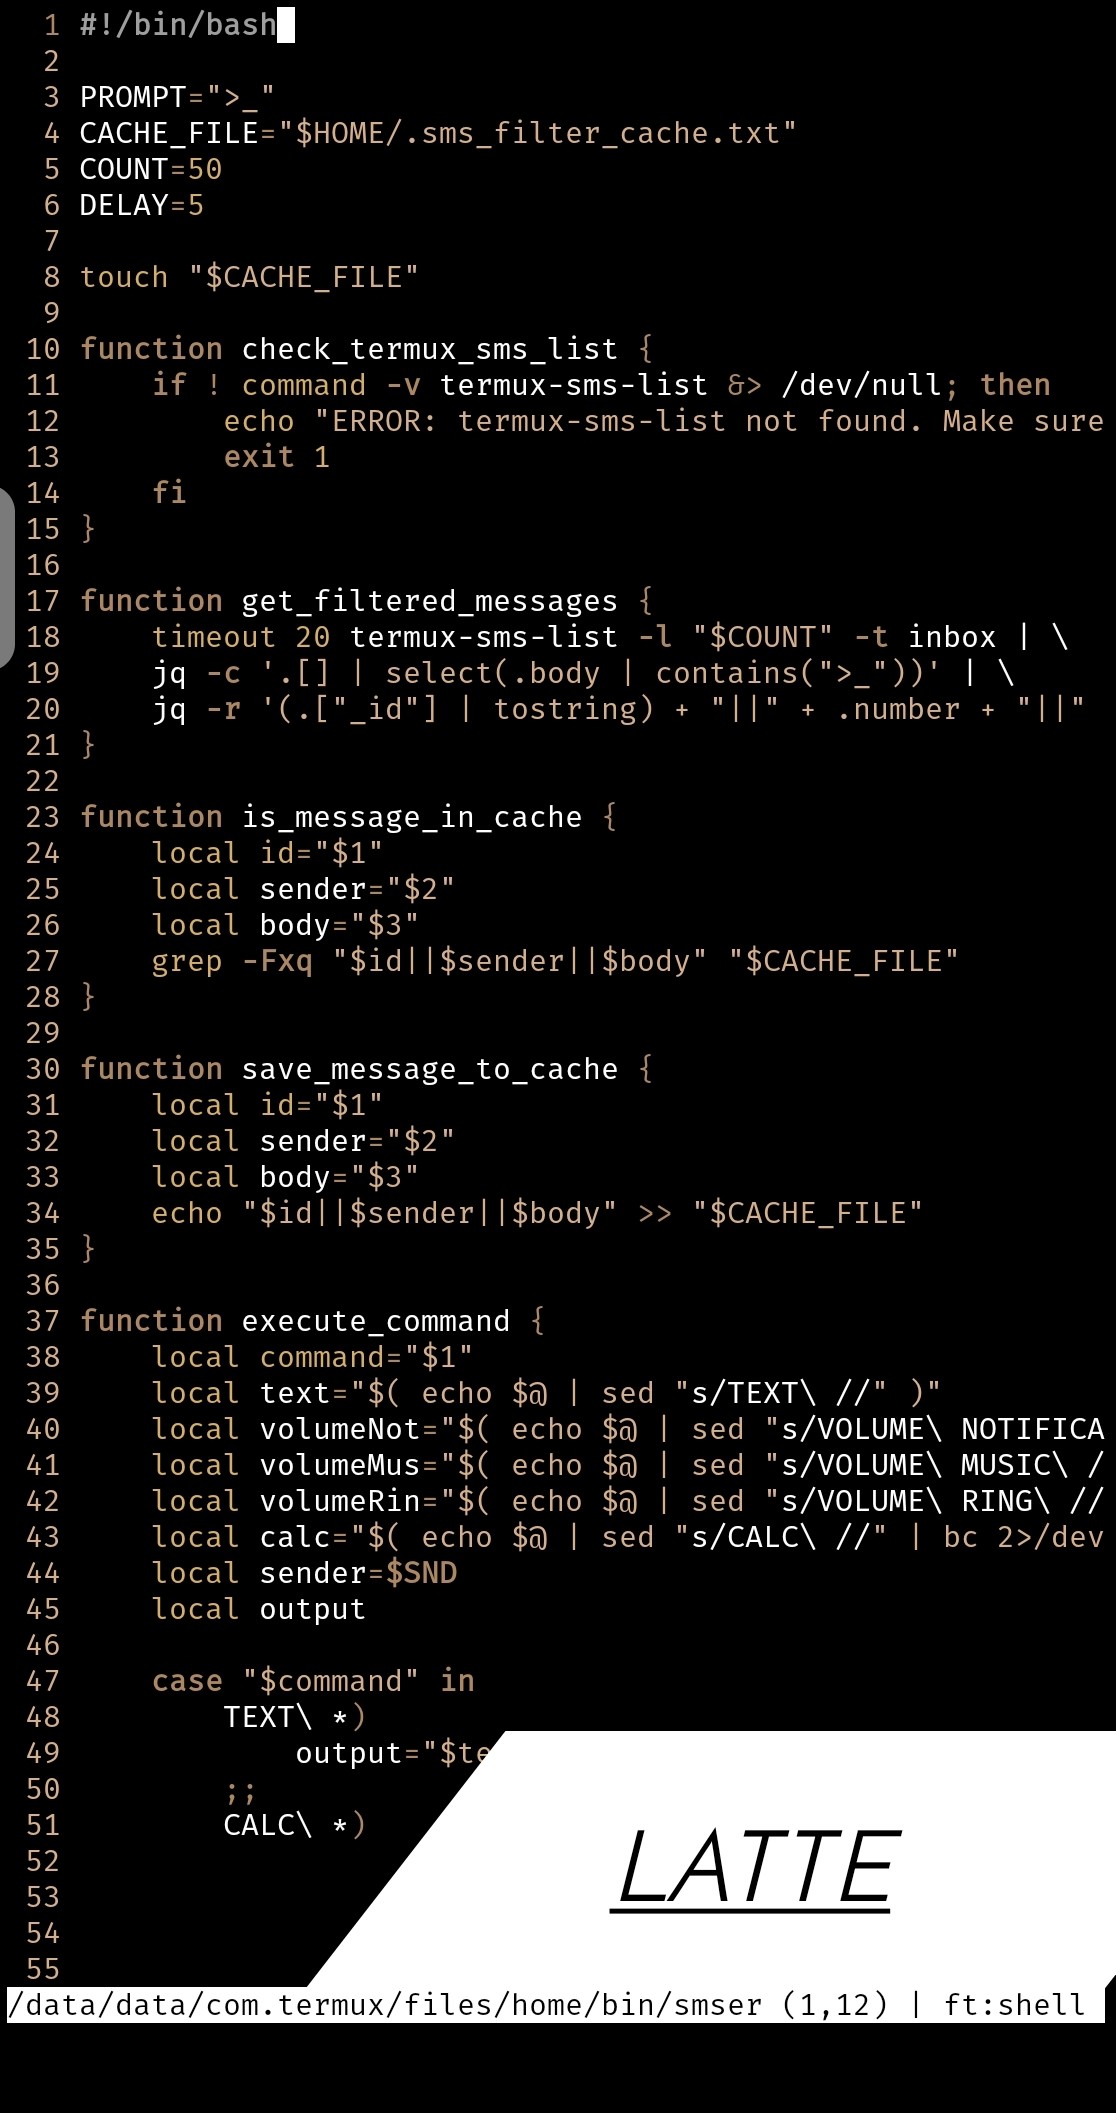 1 #!/bin/bash
2
3 PROMPT=">_"
4 CACHE_FILE="$HOME/.sms_filter_cache.txt"
5 COUNT=50
6 DELAY=5
7
8 touch "$CACHE_FILE"
9
10 function check_termux_sms_list {
11     if ! command -v termux-sms-list &> /dev/null; then
12         echo "ERROR: termux-sms-list not found. Make sure
13         exit 1
14     fi
15 }
16
17 function get_filtered_messages {
18     timeout 20 termux-sms-list -l "$COUNT" -t inbox | \
19     jq -c '.[] | select(.body | contains(">_"))' | \
20     jq -r '(.["_id"] | tostring) + "||" + .number + "||"
21 }
22
23 function is_message_in_cache {
24     local id="$1"
25     local sender="$2"
26     local body="$3"
27     grep -Fxq "$id||$sender||$body" "$CACHE_FILE"
28 }
29
30 function save_message_to_cache {
31     local id="$1"
32     local sender="$2"
33     local body="$3"
34     echo "$id||$sender||$body" >> "$CACHE_FILE"
35 }
36
37 function execute_command {
38     local command="$1"
39     local text="$( echo $@ | sed "s/TEXT\ //" )"
40     local volumeNot="$( echo $@ | sed "s/VOLUME\ NOTIFICA
41     local volumeMus="$( echo $@ | sed "s/VOLUME\ MUSIC\ /
42     local volumeRin="$( echo $@ | sed "s/VOLUME\ RING\ //
43     local calc="$( echo $@ | sed "s/CALC\ //" | bc 2>/dev
44     local sender=$SND
45     local output
46
47     case "$command" in
48         TEXT\ *)
49             output="$te
50         ;;
51         CALC\ *)
52
53
54
55
LATTE
/data/data/com.termux/files/home/bin/smser (1,12) | ft:shell